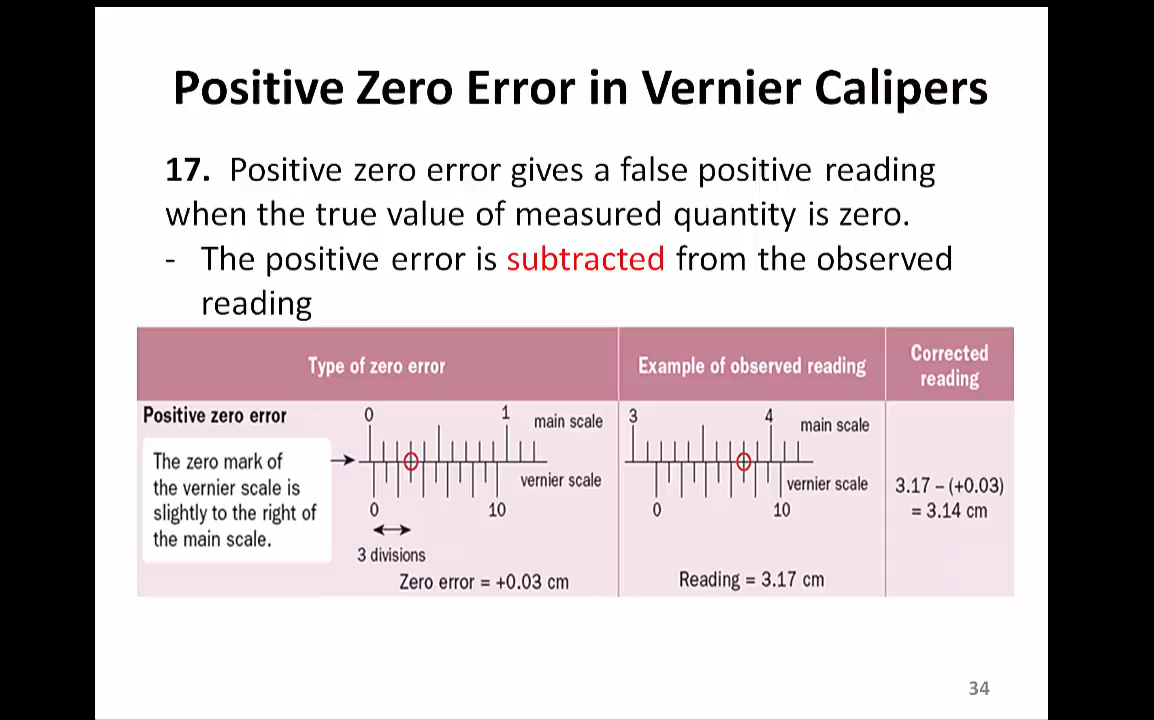 Positive Zero Error in Vernier Calipers
17. Positive zero error gives a false positive reading
when the true value of measured quantity is zero.
- The positive error is subtracted from the observed
reading
Type of zero error
Example of observed reading
Corrected
reading
Positive zero error
The zero mark of
the vernier scale is
slightly to the right of
the main scale.
0 1 main scale
vernier scale
0 10
3 divisions
Zero error = +0.03 cm
3 4 main scale
vernier scale
0 10
Reading = 3.17 cm
3.17 – (+0.03)
= 3.14 cm
34